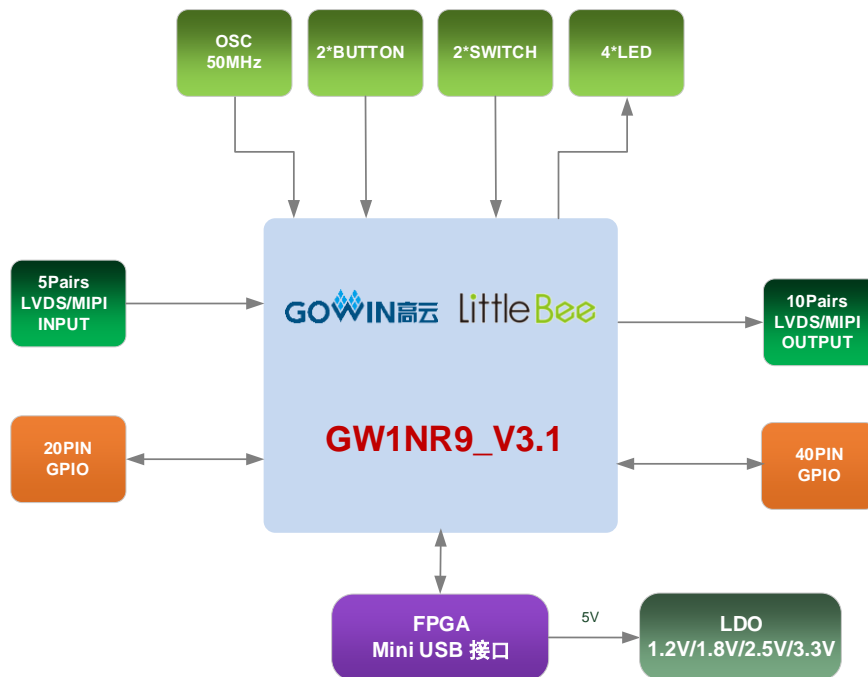 OSC
50MHz
2*BUTTON
2*SWITCH
4*LED
5Pairs
LVDS/MIPI
INPUT
GOWIN高云
LittleBee
10Pairs
LVDS/MIPI
OUTPUT
20PIN
GPIO
GW1NR9_V3.1
40PIN
GPIO
FPGA
Mini USB 接口
5V
LDO
1.2V/1.8V/2.5V/3.3V